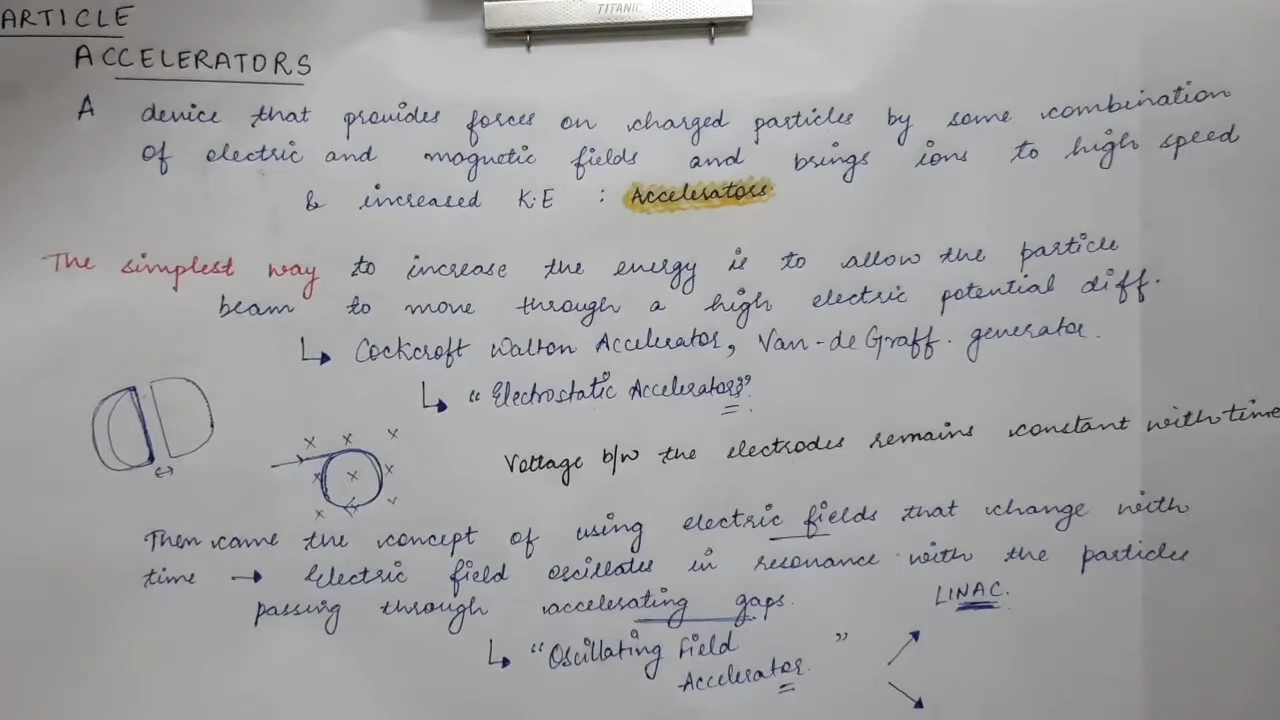 TITANIC
ARTICLE
ACCELERATORS
A device that provides forces on charged particles by some combination
of electric and magnetic fields and brings ions to high speed
& increased K.E : Accelerators
The simplest way to increase the energy is to allow the particle
beam to move through a high electric potential diff.
↳ Cockcroft Walton Accelerator, Van-de Graff. generator.
↳ "Electrostatic Accelerators"
Voltage b/w the electrodes remains constant with time
x x x
x x x
x v
Then came the concept of using electric fields that change with
time → Electric field oscillates in resonance with the particles
passing through accelerating gaps.
LINAC.
↳ "Oscillating Field "
Accelerator.